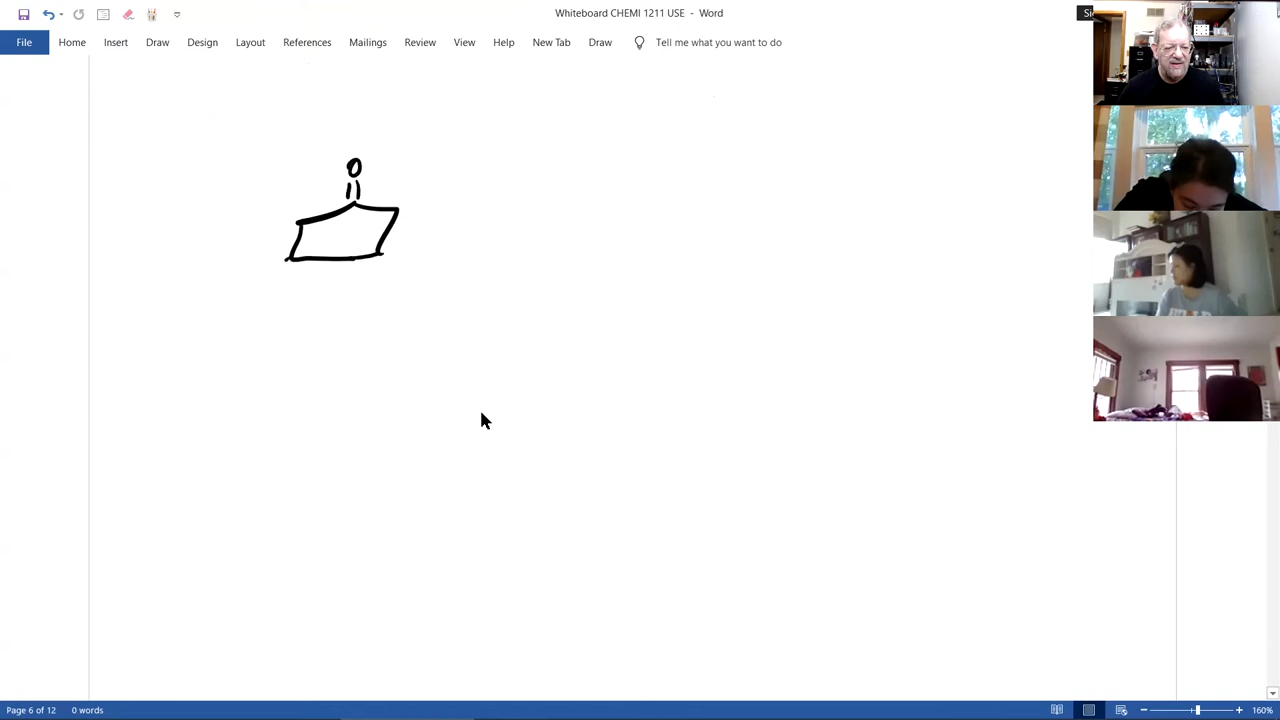 Whiteboard CHEMI 1211 USE - Word
File Home Insert Draw Design Layout References Mailings Review View Help New Tab Draw Tell me what you want to do
O
Page 6 of 12 0 words 160%